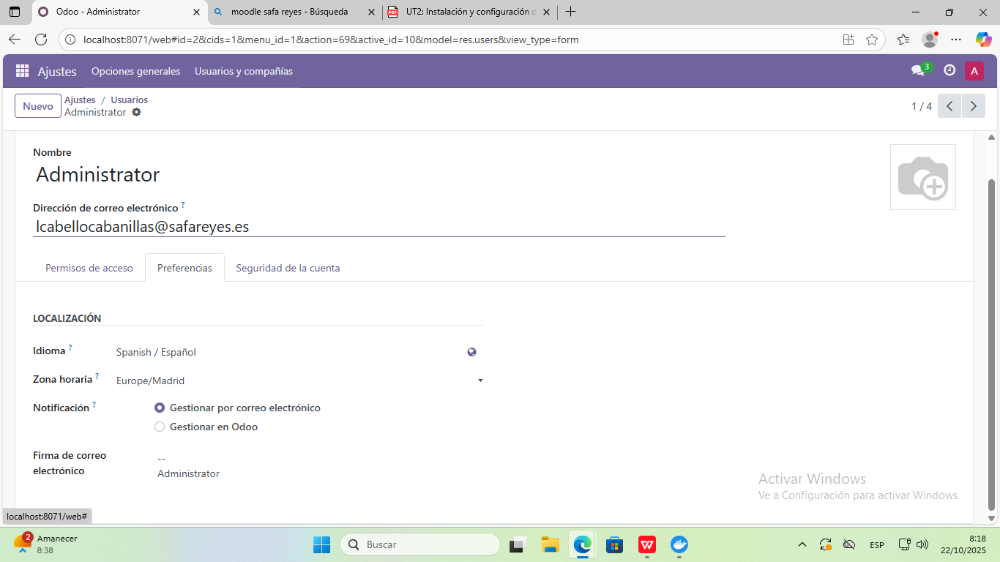 Odoo - Administrator
moodle safa reyes - Búsqueda
PDF
UT2: Instalación y configuración d
localhost:8071/web#id=2&cids=1&menu_id=1&action=69&active_id=10&model=res.users&view_type=form
Ajustes
Opciones generales
Usuarios y compañías
3
A
Nuevo
Ajustes / Usuarios
Administrator
1 / 4
Nombre
Administrator
Dirección de correo electrónico ?
lcabellocabanillas@safareyes.es
Permisos de acceso
Preferencias
Seguridad de la cuenta
LOCALIZACIÓN
Idioma ?
Spanish / Español
Zona horaria ?
Europe/Madrid
Notificación ?
Gestionar por correo electrónico
Gestionar en Odoo
Firma de correo
electrónico
--
Administrator
Activar Windows
Ve a Configuración para activar Windows.
localhost:8071/web#
2
Amanecer
8:38
Buscar
W
ESP
8:18
22/10/2025